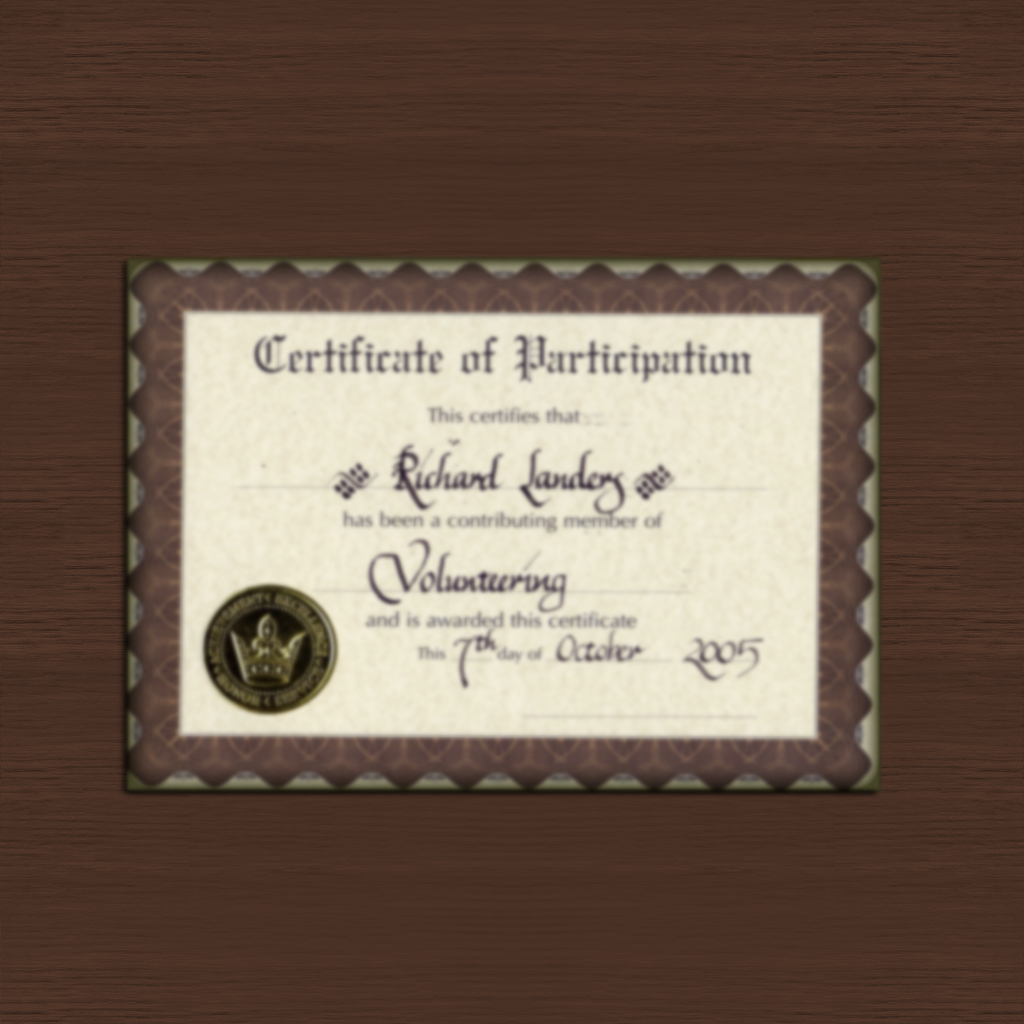 Certificate of Participation
This certifies that
Richard Landers
has been a contributing member of
Volunteering
and is awarded this certificate
This 7th day of October 2005